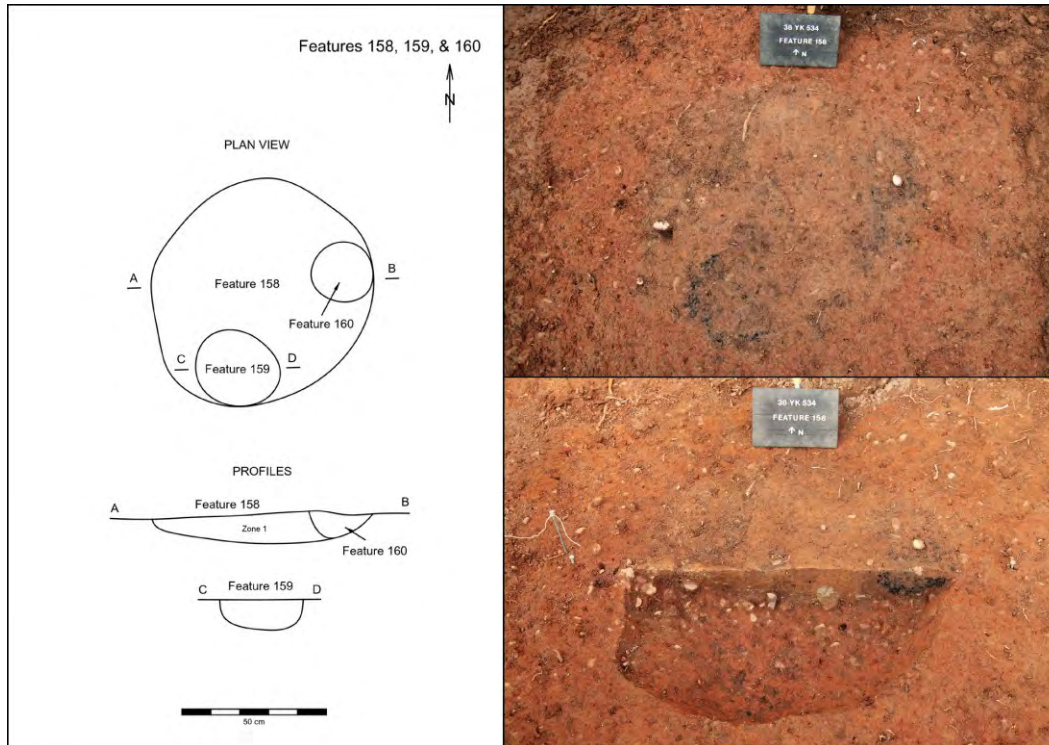 Features 158, 159, & 160
N
PLAN VIEW
A
B
Feature 158
Feature 160
C
D
Feature 159
PROFILES
A
Feature 158
B
Zone 1
Feature 160
C
Feature 159
D
50 cm
38 YK 534
FEATURE 158
↑ N
38 YK 534
FEATURE 158
↑ N